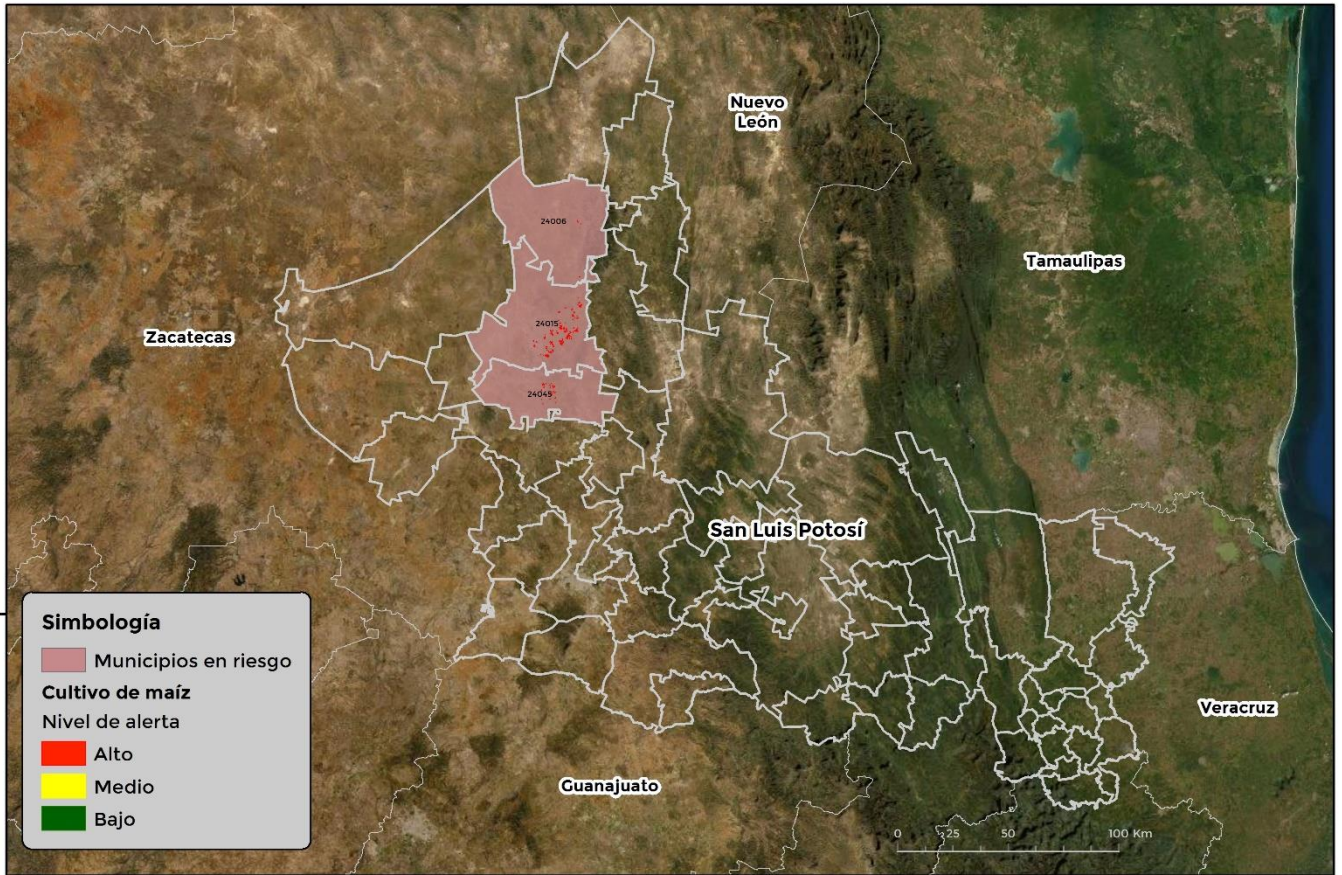 Nuevo
León
24006
Tamaulipas
24015
Zacatecas
24049
San Luis Potosí
Simbología
Municipios en riesgo
Cultivo de maíz
Nivel de alerta
Alto
Medio
Bajo
Veracruz
Guanajuato
0 25 50 100 Km